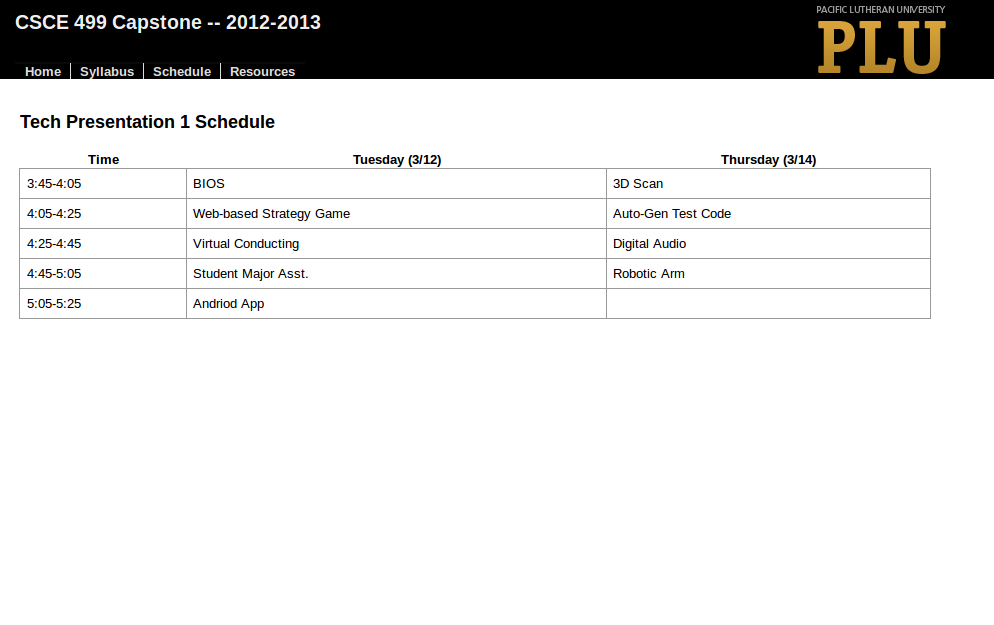 CSCE 499 Capstone -- 2012-2013
PACIFIC LUTHERAN UNIVERSITY
PLU
Home Syllabus Schedule Resources
Tech Presentation 1 Schedule
Time Tuesday (3/12) Thursday (3/14)
3:45-4:05 BIOS 3D Scan
4:05-4:25 Web-based Strategy Game Auto-Gen Test Code
4:25-4:45 Virtual Conducting Digital Audio
4:45-5:05 Student Major Asst. Robotic Arm
5:05-5:25 Andriod App